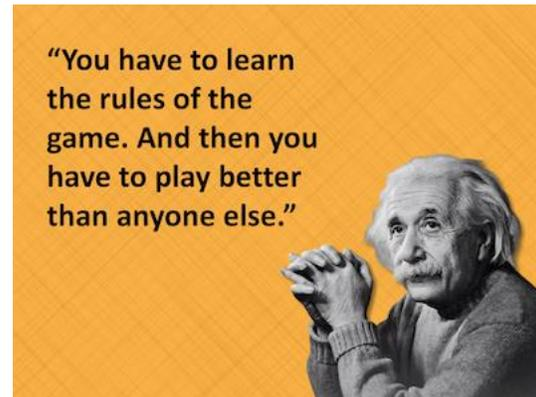 “You have to learn
the rules of the
game. And then you
have to play better
than anyone else.”